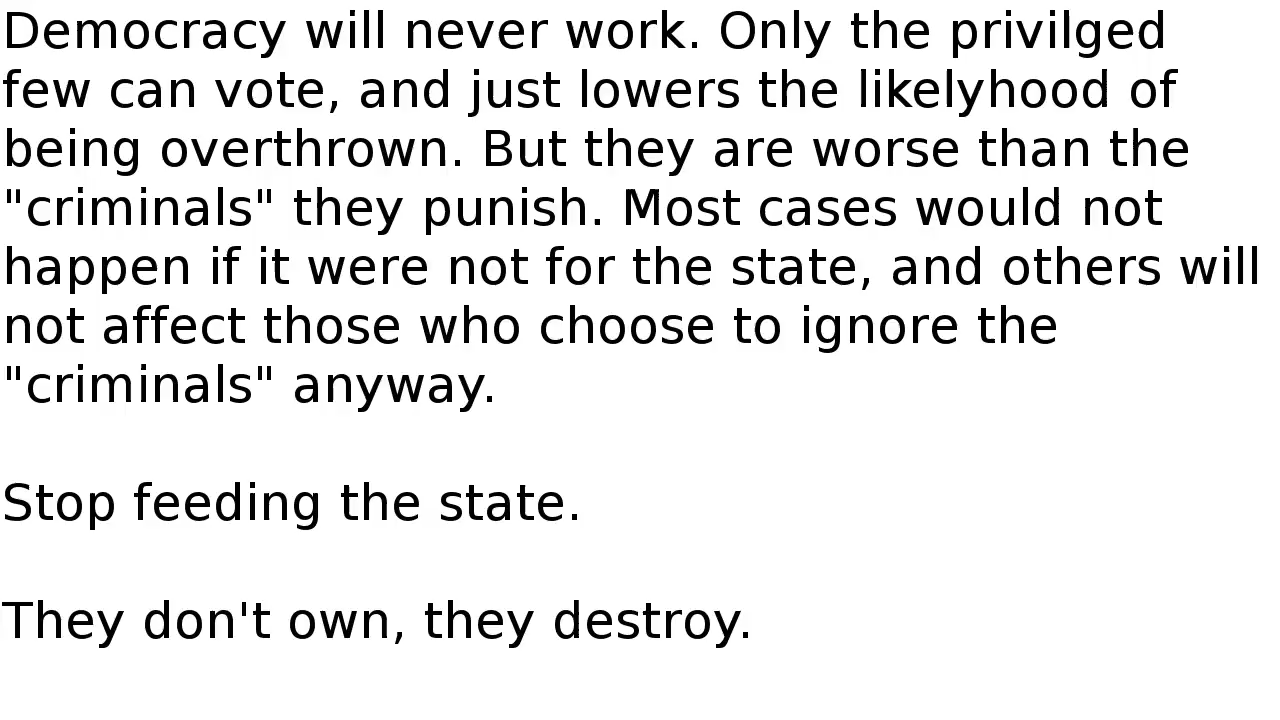 Democracy will never work. Only the privilged
few can vote, and just lowers the likelyhood of
being overthrown. But they are worse than the
"criminals" they punish. Most cases would not
happen if it were not for the state, and others will
not affect those who choose to ignore the
"criminals" anyway.
Stop feeding the state.
They don't own, they destroy.